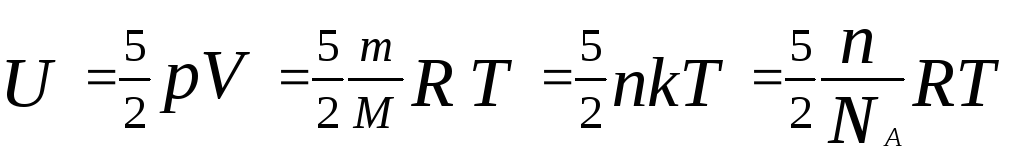 U = 5/2 pV = 5/2 m/M R T = 5/2 nkT = 5/2 n/N_A RT